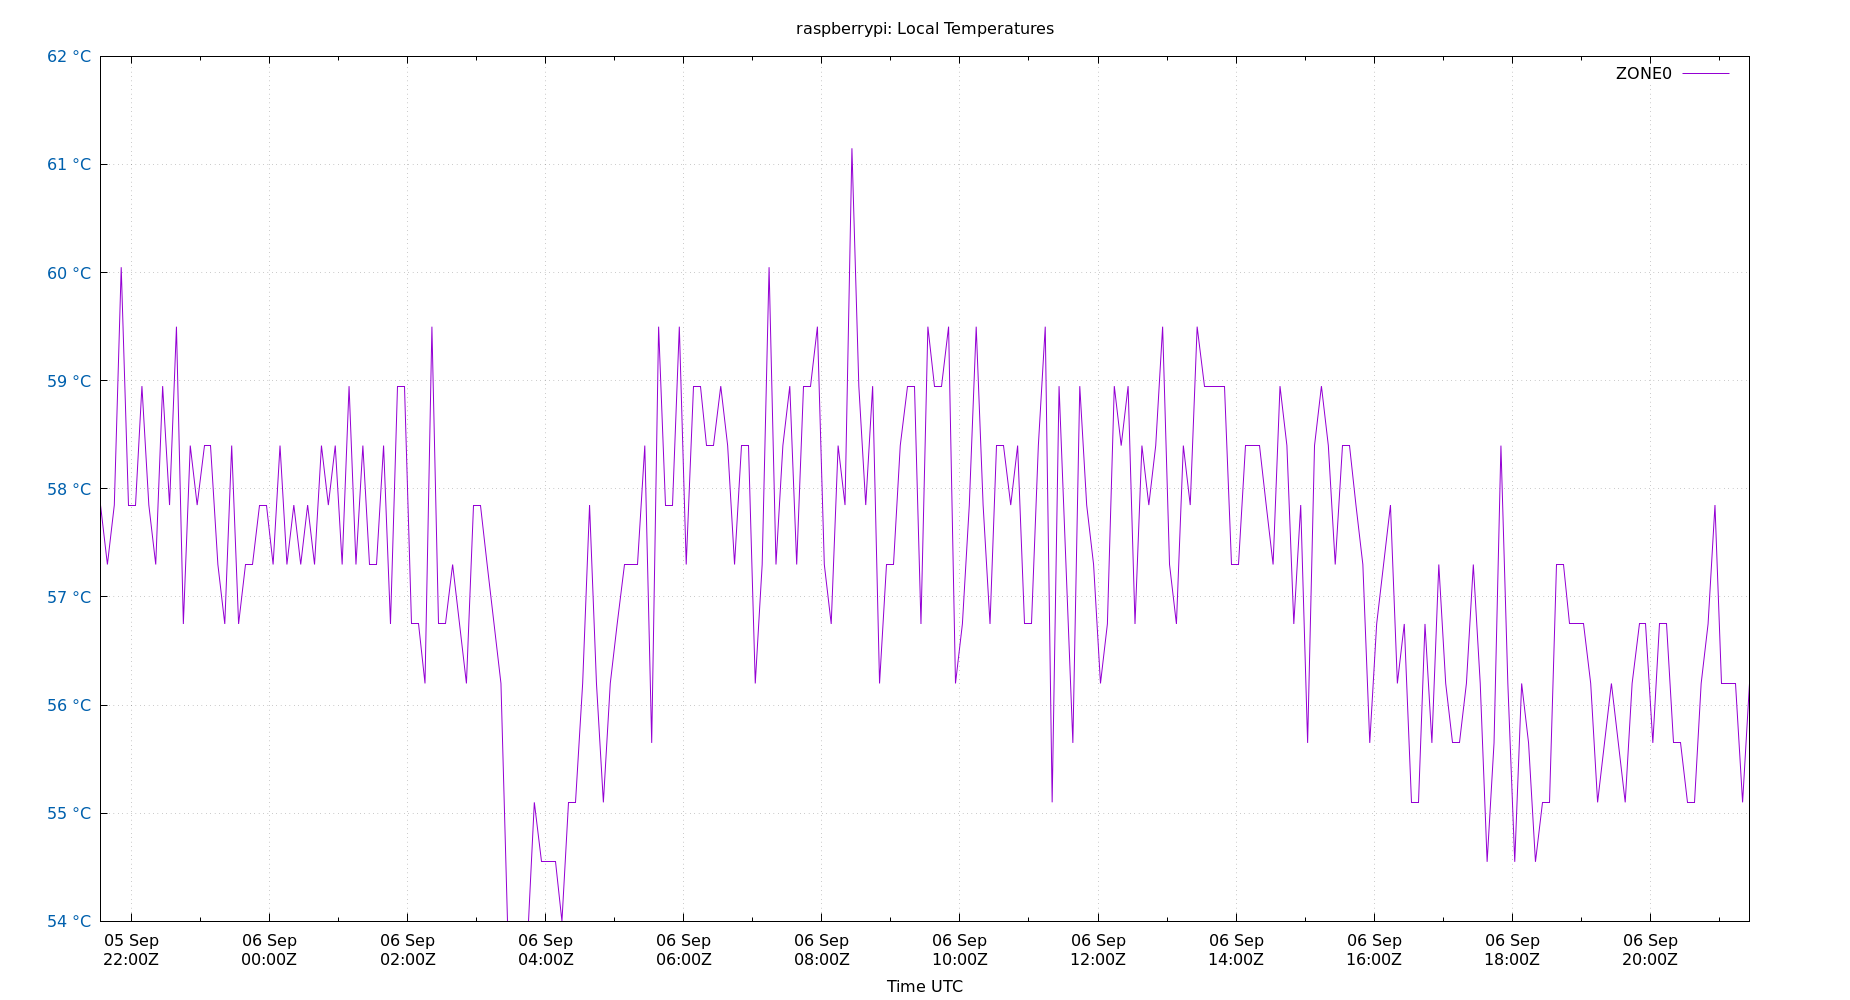 raspberrypi: Local Temperatures
62 °C
ZONE0
61 °C
60 °C
59 °C
58 °C
57 °C
56 °C
55 °C
54 °C
05 Sep 06 Sep 06 Sep 06 Sep 06 Sep 06 Sep 06 Sep 06 Sep 06 Sep 06 Sep 06 Sep 06 Sep
22:00Z 00:00Z 02:00Z 04:00Z 06:00Z 08:00Z 10:00Z 12:00Z 14:00Z 16:00Z 18:00Z 20:00Z
Time UTC